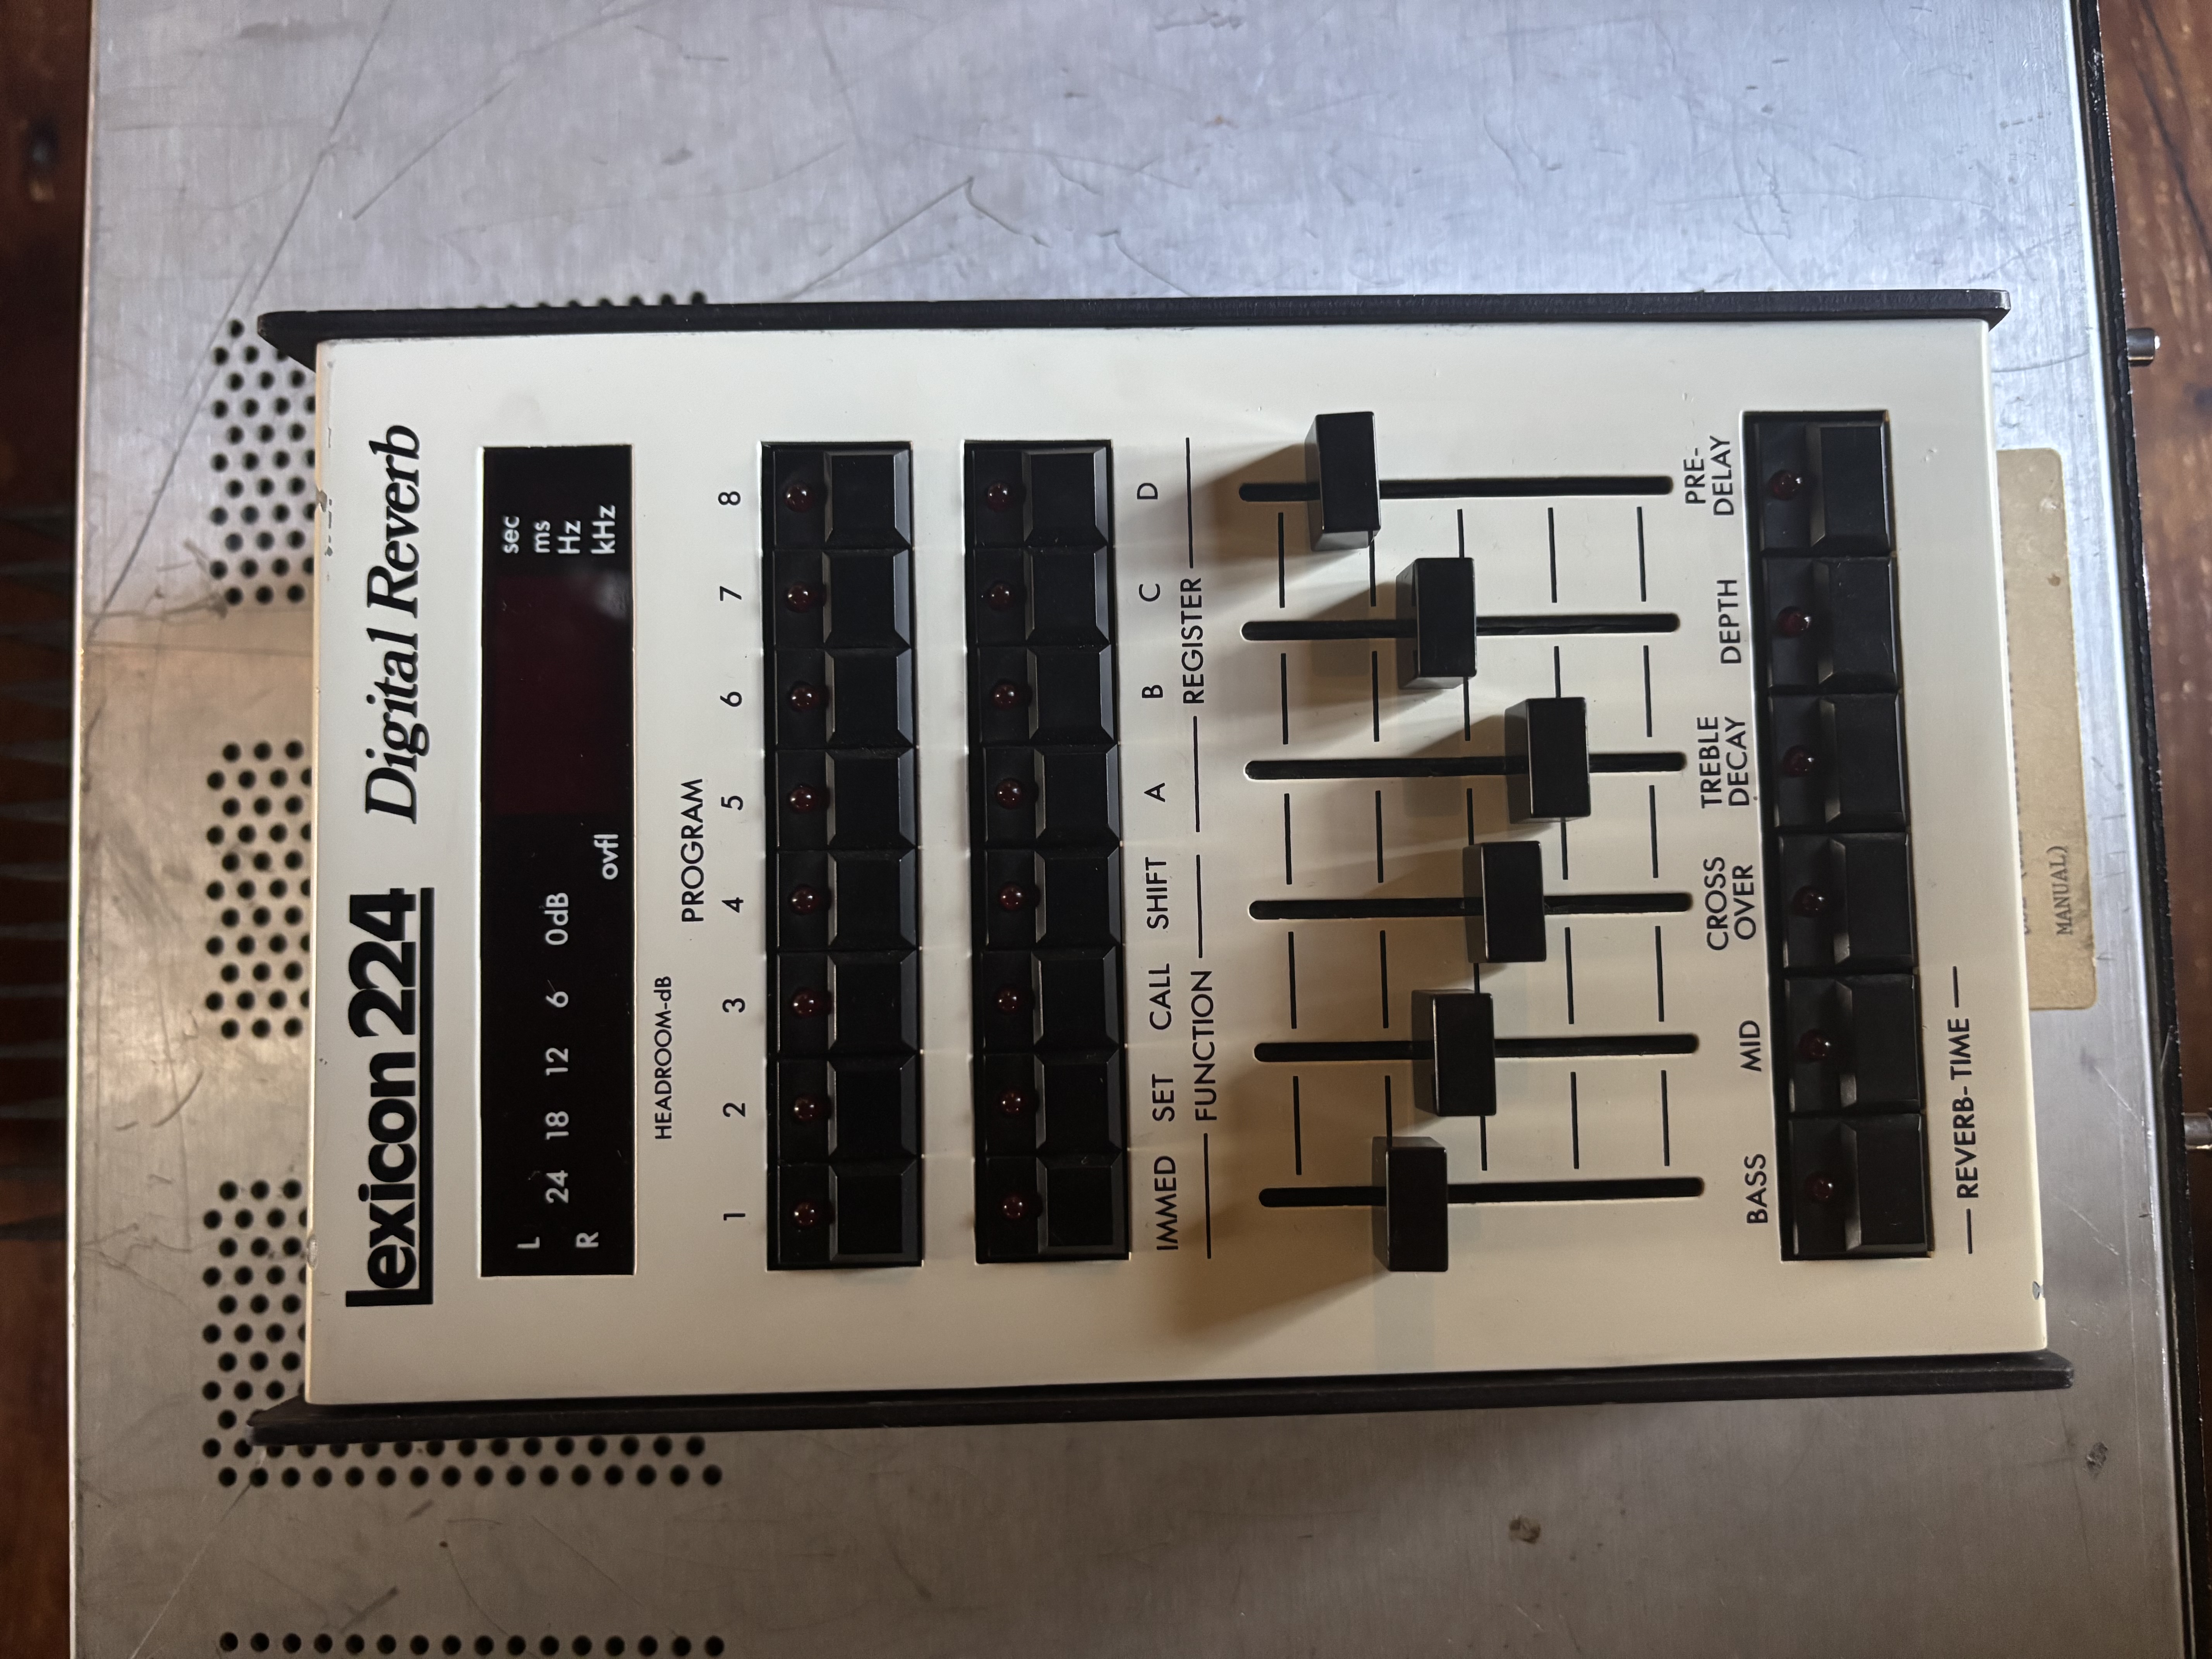 lexicon 224 Digital Reverb
L sec
24 18 12 6 0dB ms
Hz
R ovfl kHz
HEADROOM-dB PROGRAM
1 2 3 4 5 6 7 8
IMMED SET CALL SHIFT A B C D
FUNCTION REGISTER
BASS MID CROSS OVER TREBLE DECAY DEPTH PRE-DELAY
REVERB-TIME
MANUAL)